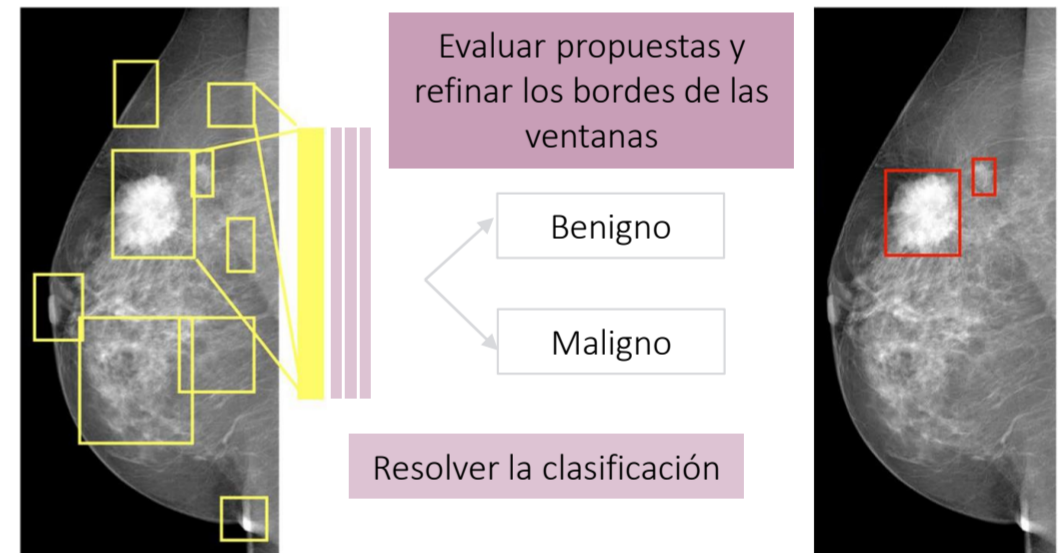 Evaluar propuestas y
refinar los bordes de las
ventanas
Benigno
Maligno
Resolver la clasificación